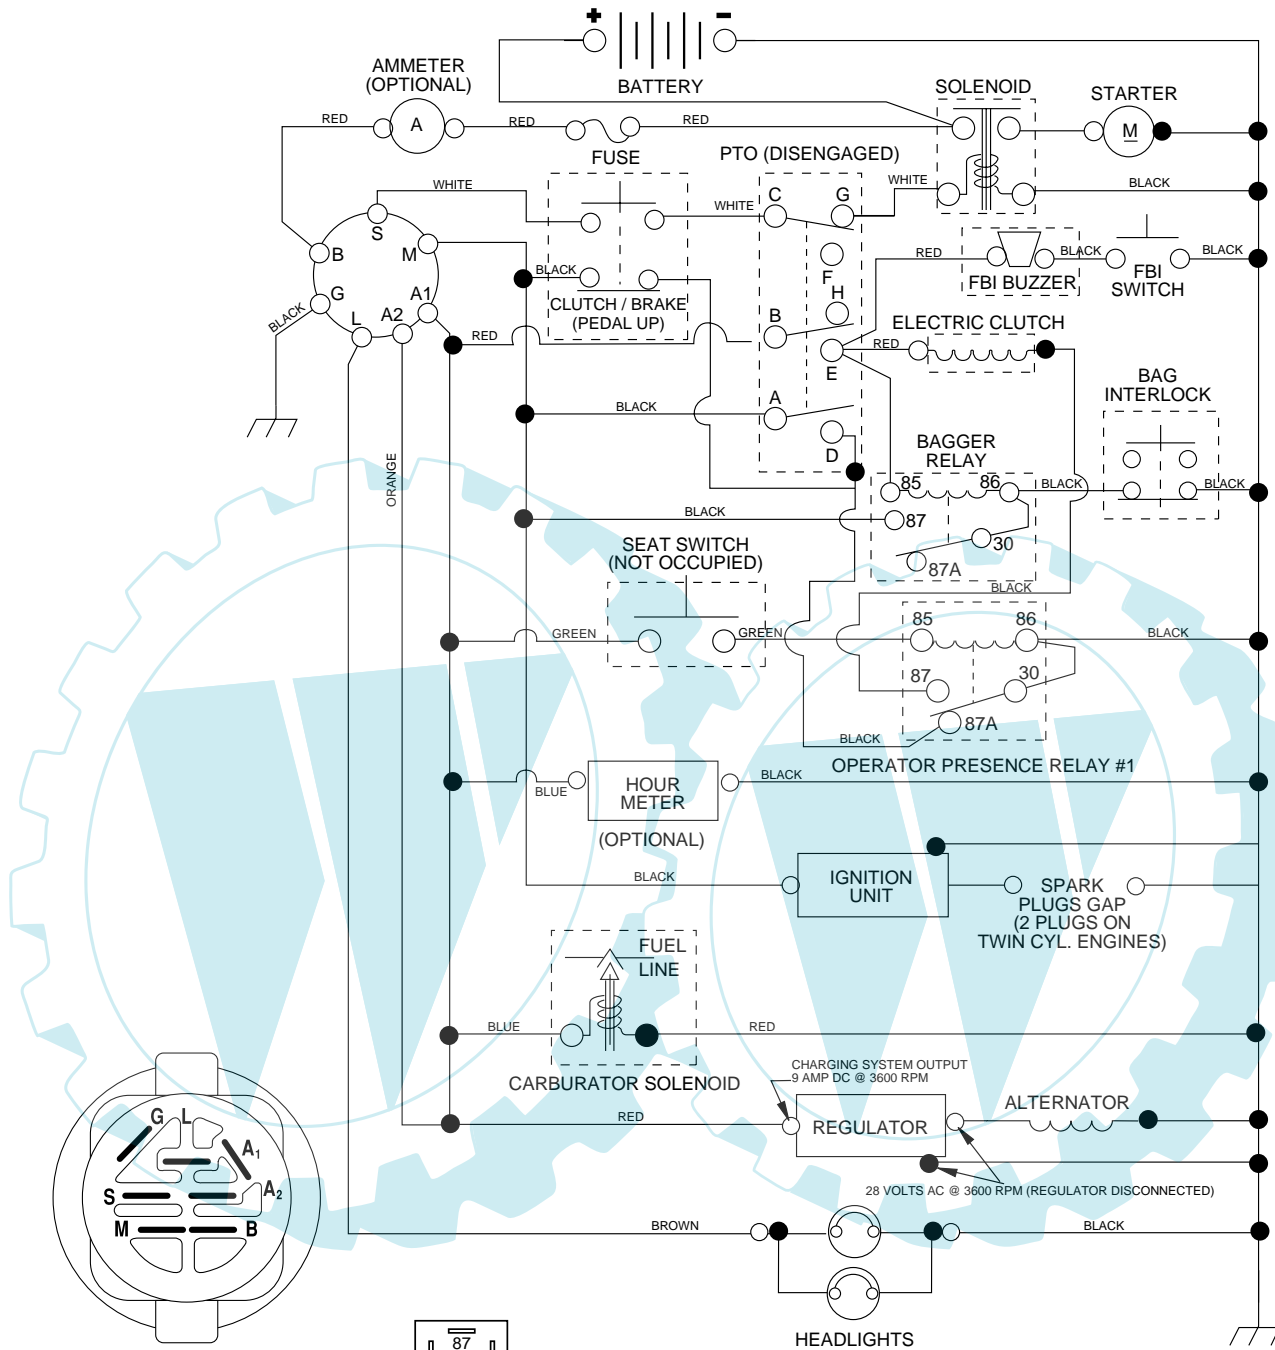 +
-
BATTERY
AMMETER
(OPTIONAL)
RED
A
RED
FUSE
RED
SOLENOID
STARTER
M
PTO (DISENGAGED)
WHITE
WHITE
C
G
WHITE
BLACK
S
B
M
G
A1
L
A2
BLACK
BLACK
CLUTCH / BRAKE
(PEDAL UP)
RED
F
H
B
E
RED
FBI BUZZER
BLACK
FBI
SWITCH
BLACK
ELECTRIC CLUTCH
RED
BAG
INTERLOCK
BLACK
A
D
ORANGE
BAGGER
RELAY
85
86
BLACK
BLACK
BLACK
87
30
87A
BLACK
SEAT SWITCH
(NOT OCCUPIED)
GREEN
GREEN
85
86
BLACK
87
30
87A
BLACK
OPERATOR PRESENCE RELAY #1
BLUE
HOUR
METER
(OPTIONAL)
BLACK
BLACK
IGNITION
UNIT
SPARK
PLUGS GAP
(2 PLUGS ON
TWIN CYL. ENGINES)
FUEL
LINE
BLUE
RED
CARBURATOR SOLENOID
CHARGING SYSTEM OUTPUT
9 AMP DC @ 3600 RPM
RED
REGULATOR
ALTERNATOR
28 VOLTS AC @ 3600 RPM (REGULATOR DISCONNECTED)
G
L
A1
A2
S
M
B
BROWN
BLACK
HEADLIGHTS
87